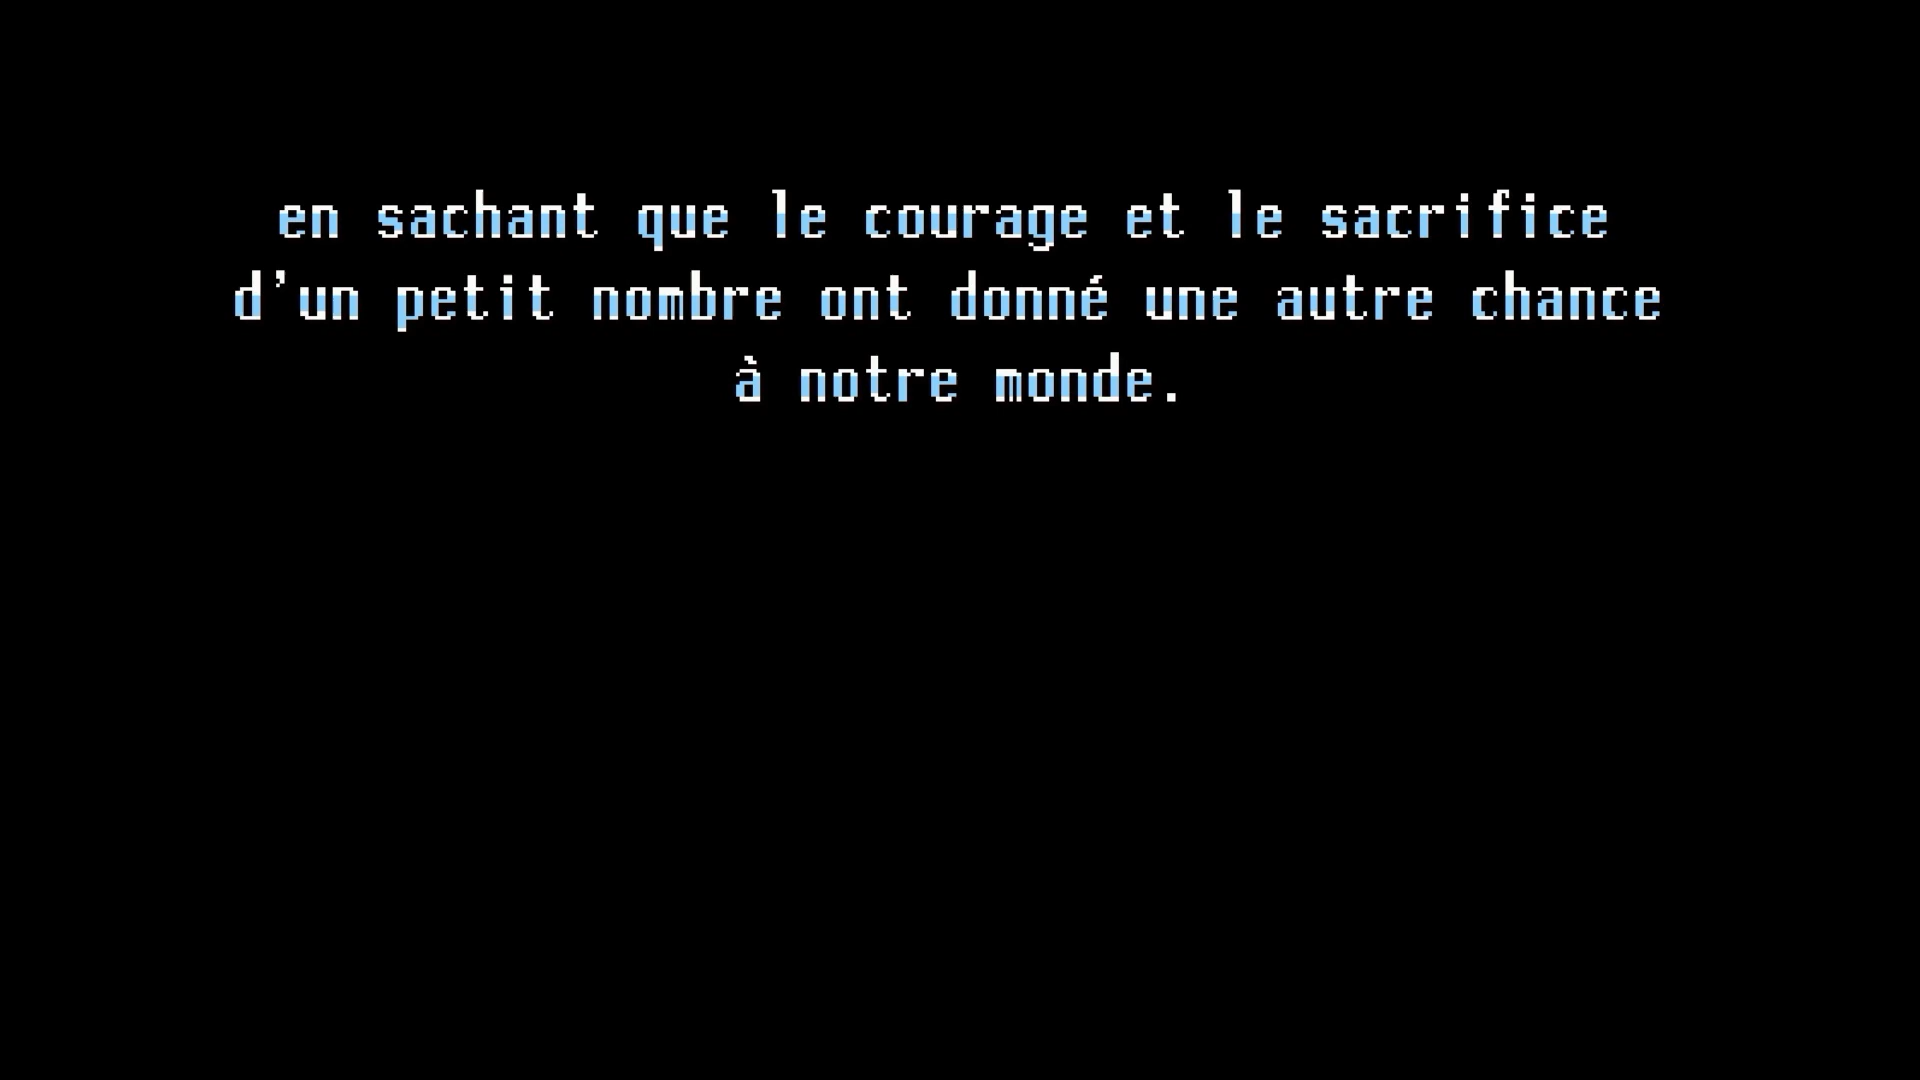 en sachant que le courage et le sacrifice
d'un petit nombre ont donné une autre chance
à notre monde.